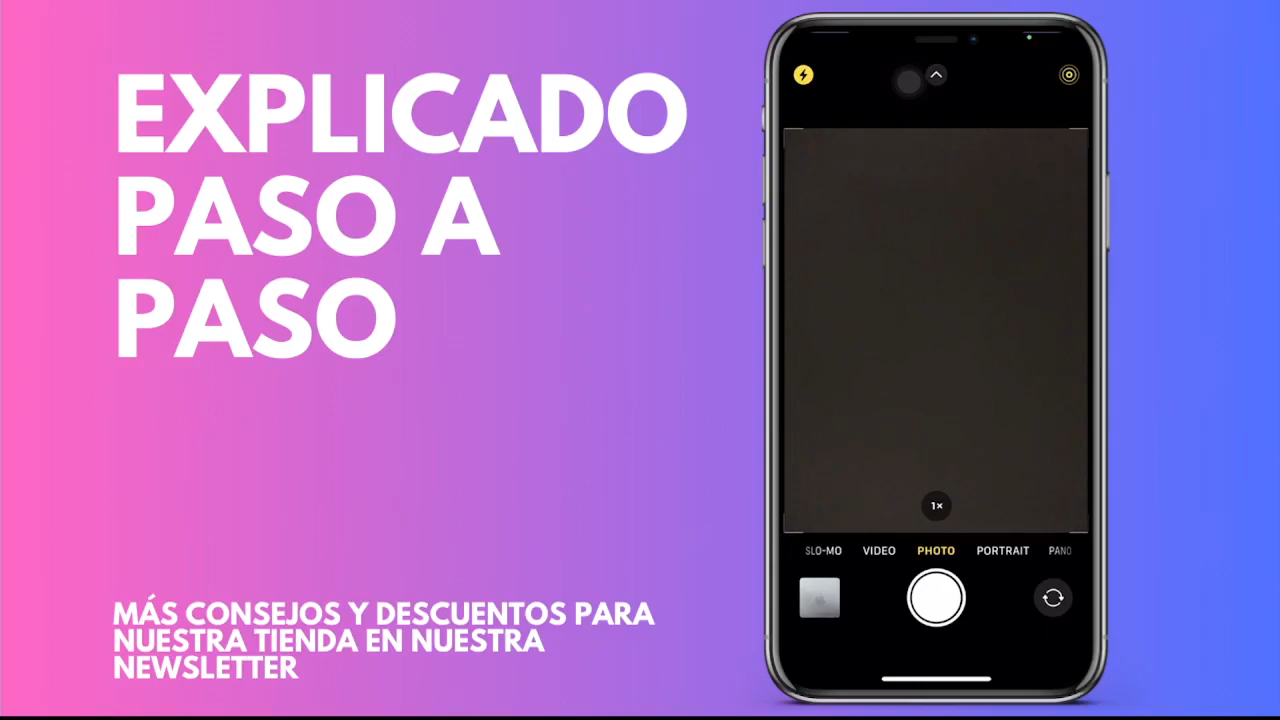 EXPLICADO
PASO A
PASO
MÁS CONSEJOS Y DESCUENTOS PARA
NUESTRA TIENDA EN NUESTRA
NEWSLETTER
1×
SLO-MO VIDEO PHOTO PORTRAIT PANO